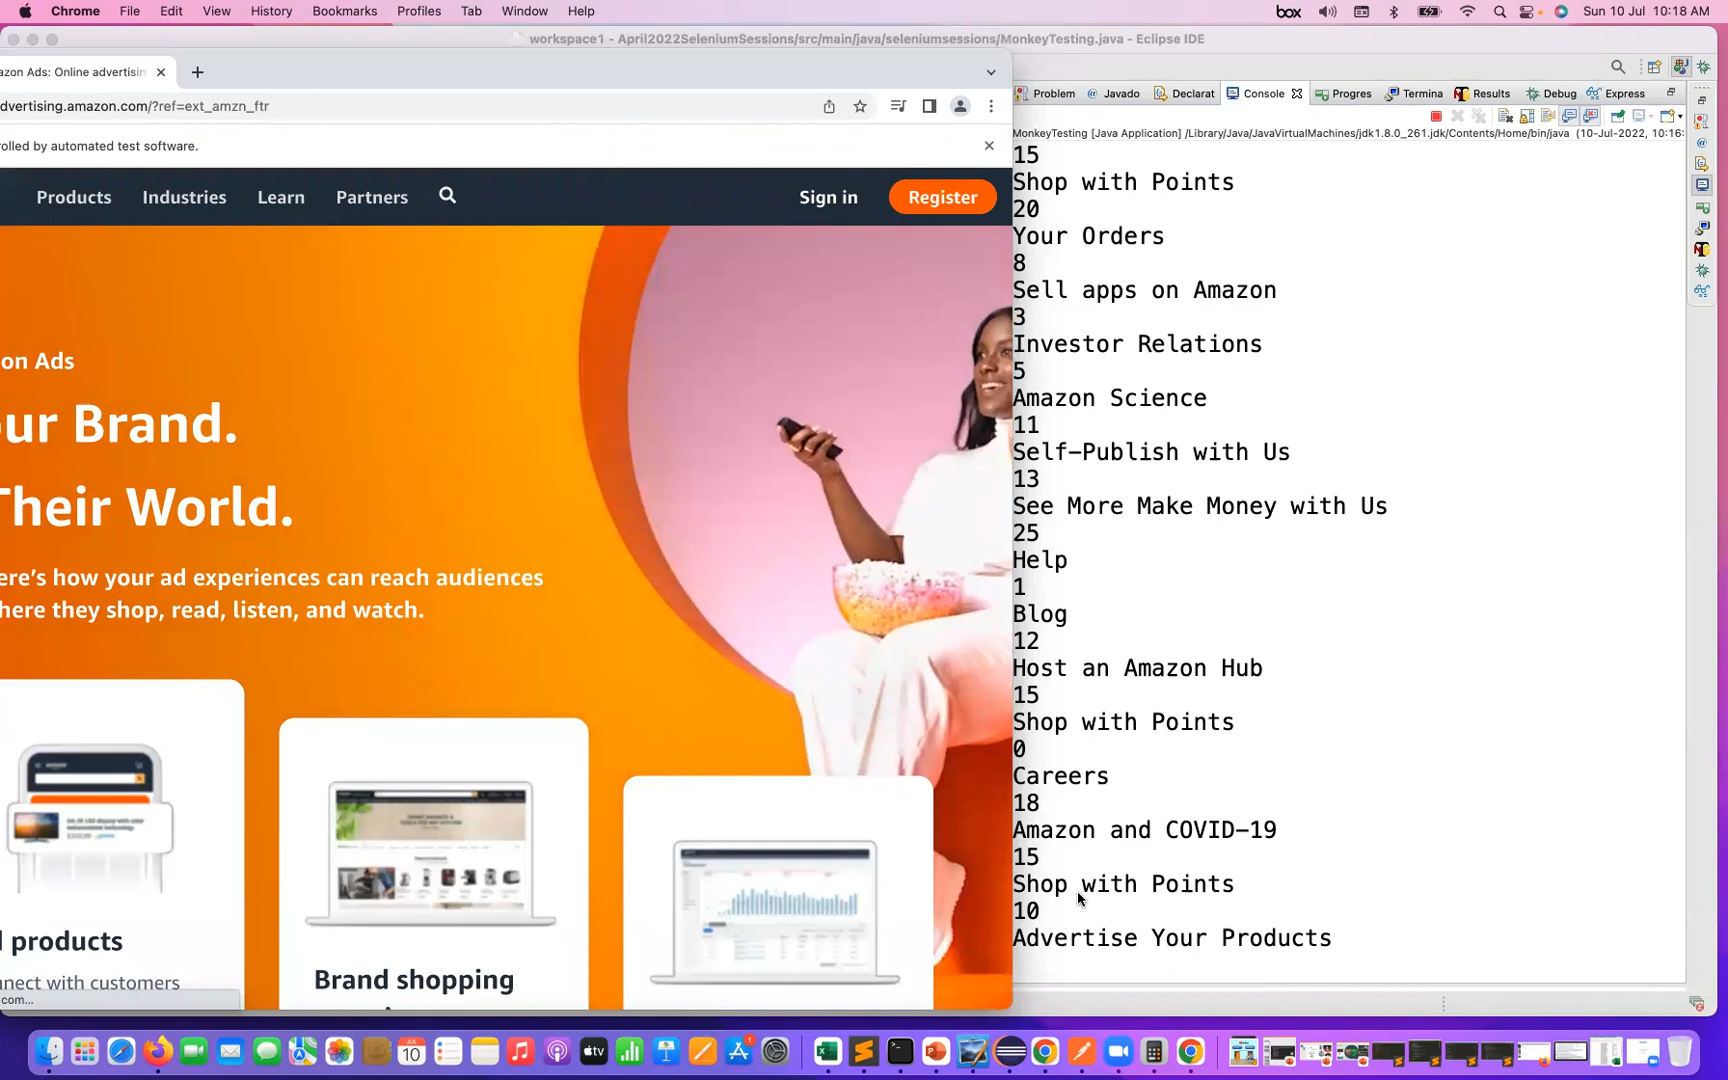 Chrome File Edit View History Bookmarks Profiles Tab Window Help
box Sun 10 Jul 10:18 AM
workspace1 - April2022SeleniumSessions/src/main/java/seleniumsessions/MonkeyTesting.java - Eclipse IDE
azon Ads: Online advertisin
dvertising.amazon.com/?ref=ext_amzn_ftr
rolled by automated test software.
Products Industries Learn Partners Sign in Register
on Ads
our Brand.
Their World.
ere’s how your ad experiences can reach audiences
here they shop, read, listen, and watch.
d products
nnect with customers
Brand shopping
com...
Problem Javado Declarat Console Progres Termina Results Debug Express
MonkeyTesting [Java Application] /Library/Java/JavaVirtualMachines/jdk1.8.0_261.jdk/Contents/Home/bin/java (10-Jul-2022, 10:16:
15
Shop with Points
20
Your Orders
8
Sell apps on Amazon
3
Investor Relations
5
Amazon Science
11
Self-Publish with Us
13
See More Make Money with Us
25
Help
1
Blog
12
Host an Amazon Hub
15
Shop with Points
0
Careers
18
Amazon and COVID-19
15
Shop with Points
10
Advertise Your Products
JUL
10
tv
1